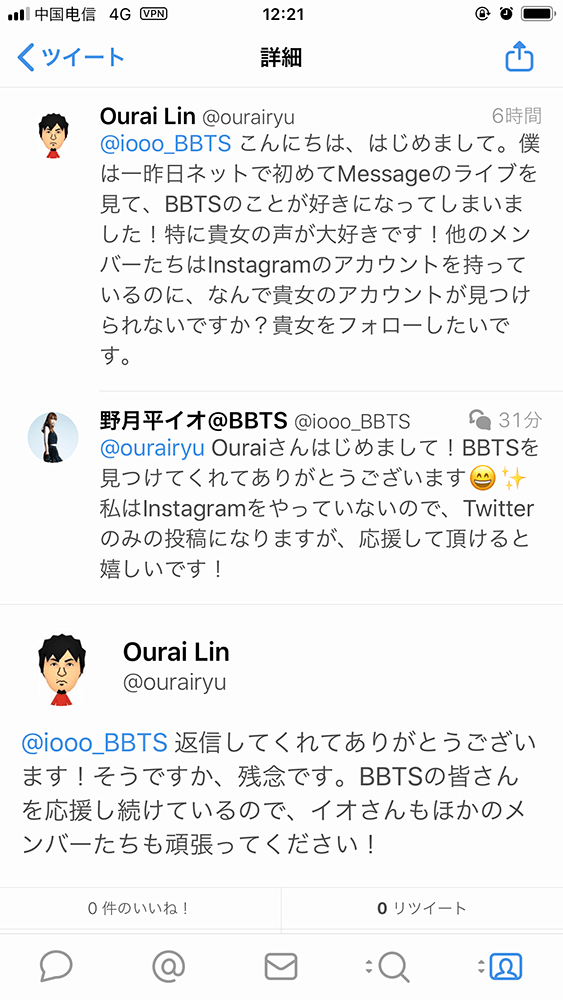 中国电信 4G VPN 12:21
ツイート 詳細
Ourai Lin @ourairyu 6時間
@iooo_BBTS こんにちは、はじめまして。僕
は一昨日ネットで初めてMessageのライブを
見て、BBTSのことが好きになってしまいま
した！特に貴女の声が大好きです！他のメン
バーたちはInstagramのアカウントを持って
いるのに、なんで貴女のアカウントが見つけ
られないですか？貴女をフォローしたいで
す。
野月平イオ@BBTS @iooo_BBTS 31分
@ourairyu Ouraiさんはじめまして！BBTSを
見つけてくれてありがとうございます😄✨
私はInstagramをやっていないので、Twitter
のみの投稿になりますが、応援して頂けると
嬉しいです！
Ourai Lin
@ourairyu
@iooo_BBTS 返信してくれてありがとうござい
ます！そうですか、残念です。BBTSの皆さん
を応援し続けているので、イオさんもほかのメ
ンバーたちも頑張ってください！
0 件のいいね！ 0 リツイート